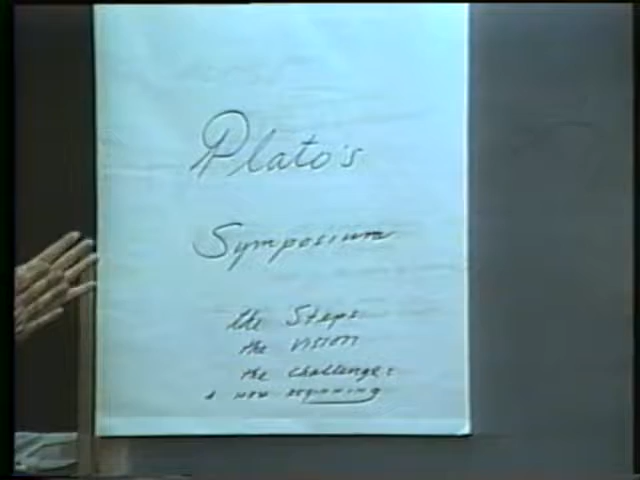 Plato's
Symposium
the Steps
the vision
the challenge:
a new beginning